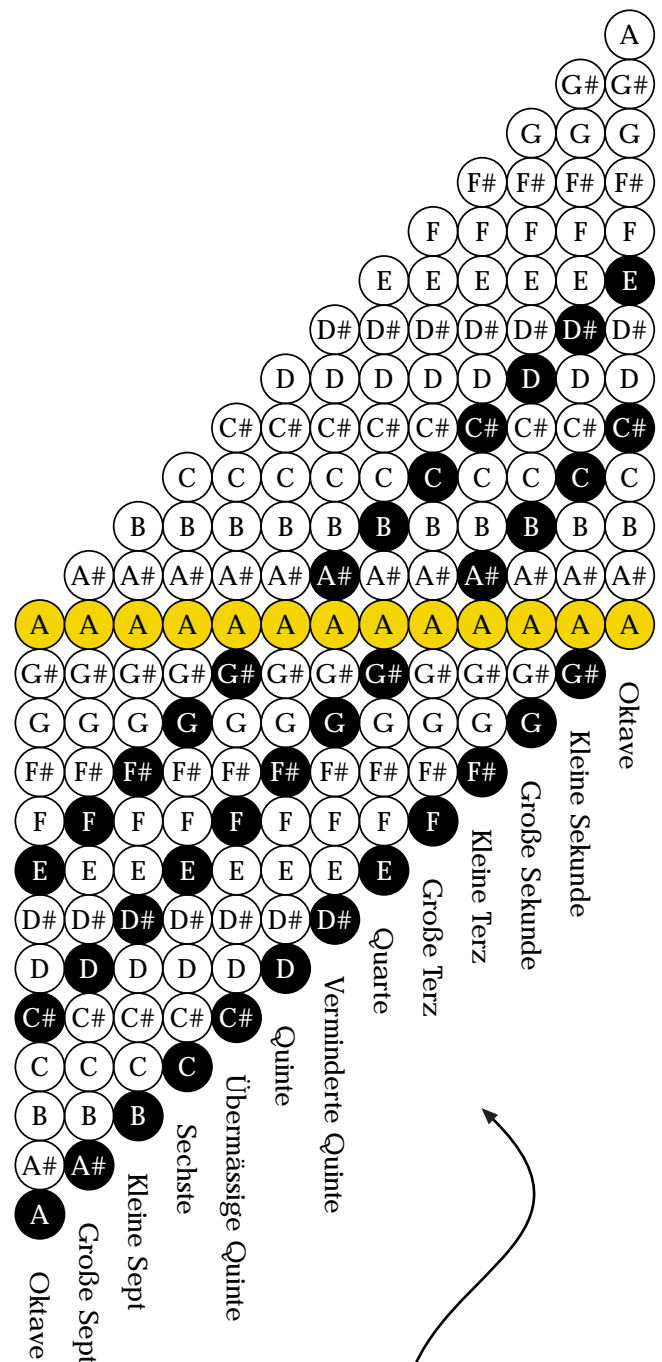 A
G# G#
G G G
F# F# F# F#
F F F F F
E E E E E E
D# D# D# D# D# D# D#
D D D D D D D D
C# C# C# C# C# C# C# C# C#
C C C C C C C C C C
B B B B B B B B B B B
A# A# A# A# A# A# A# A# A# A# A# A#
A A A A A A A A A A A A A
G# G# G# G# G# G# G# G# G# G# G# G#
G G G G G G G G G G G
F# F# F# F# F# F# F# F# F# F#
F F F F F F F F F
E E E E E E E E
D# D# D# D# D# D# D#
D D D D D D
C# C# C# C# C#
C C C C
B B B
A# A#
A
Oktave
Kleine Sekunde
Große Sekunde
Kleine Terz
Große Terz
Quarte
Verminderte Quinte
Quinte
Übermässige Quinte
Sechste
Kleine Sept
Große Sept
Oktave